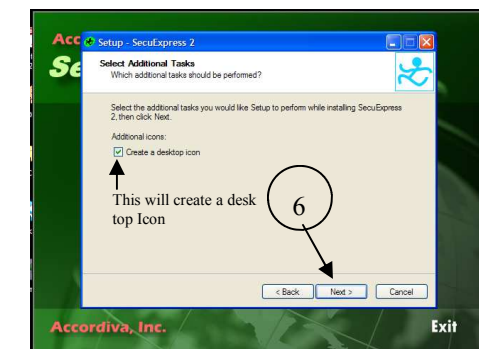 Acc
Se
Setup - SecuExpress 2
Select Additional Tasks
Which additional tasks should be performed?
Select the additional tasks you would like Setup to perform while installing SecuExpress
2, then click Next.
Additional icons:
Create a desktop icon
This will create a desk
top Icon
6
< Back
Next >
Cancel
Accordiva, Inc.
Exit